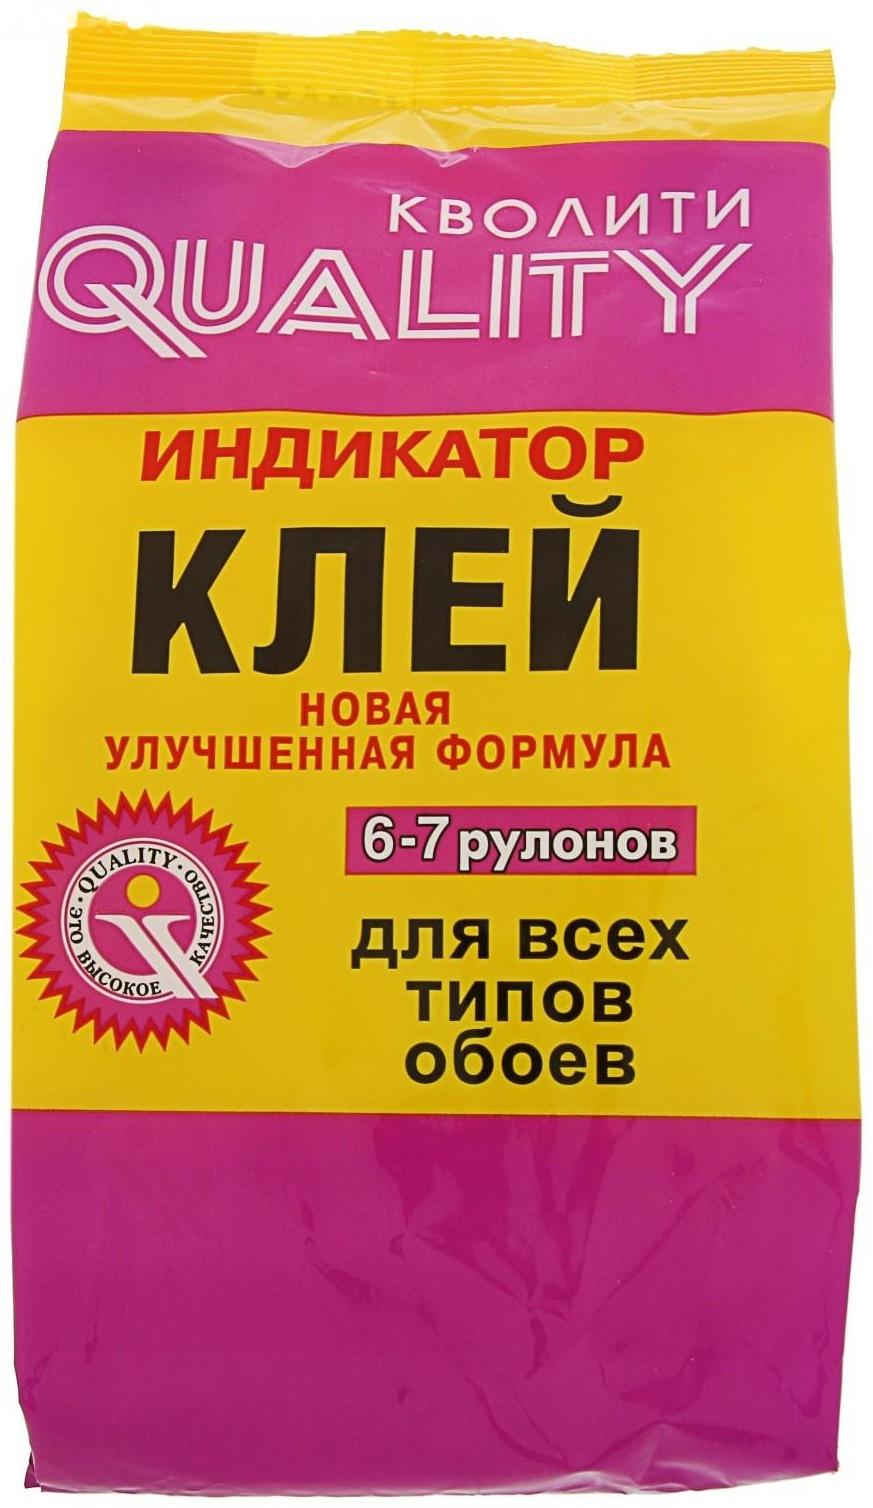 КВОЛИТИ
QUALITY
ИНДИКАТОР
КЛЕЙ
НОВАЯ
УЛУЧШЕННАЯ ФОРМУЛА
6-7 рулонов
для всех
типов
обоев
· QUALITY · ЭТО ВЫСОКОЕ КАЧЕСТВО